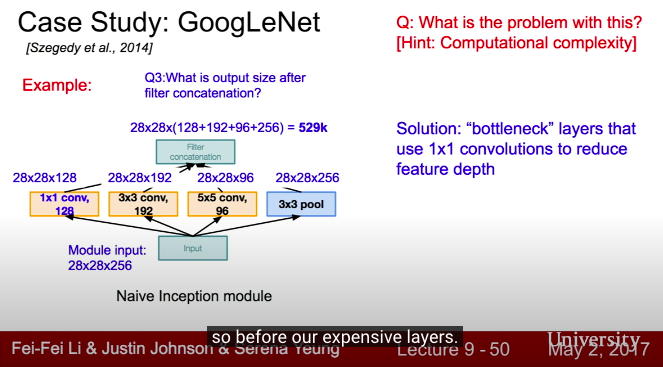 Case Study: GoogLeNet
[Szegedy et al., 2014]
Q: What is the problem with this?
[Hint: Computational complexity]
Example:
Q3:What is output size after
filter concatenation?
28x28x(128+192+96+256) = 529k
Filter
concatenation
28x28x128
28x28x192
28x28x96
28x28x256
1x1 conv,
128
3x3 conv,
192
5x5 conv,
96
3x3 pool
Module input:
28x28x256
Input
Naive Inception module
Solution: “bottleneck” layers that
use 1x1 convolutions to reduce
feature depth
so before our expensive layers.
Fei-Fei Li & Justin Johnson & Serena Yeung
Lecture 9 - 50
University
May 2, 2017